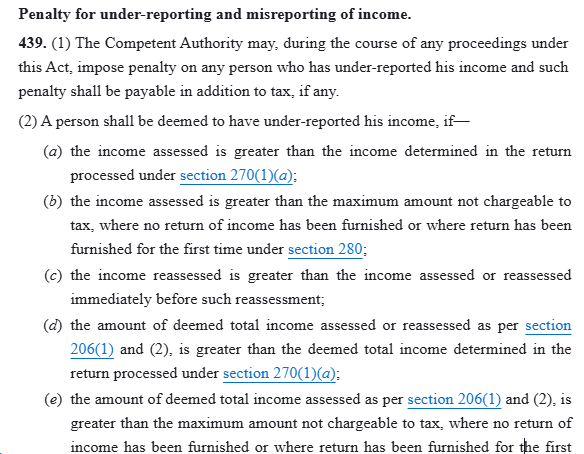 Penalty for under-reporting and misreporting of income.
439. (1) The Competent Authority may, during the course of any proceedings under
this Act, impose penalty on any person who has under-reported his income and such
penalty shall be payable in addition to tax, if any.
(2) A person shall be deemed to have under-reported his income, if—
(a) the income assessed is greater than the income determined in the return
processed under section 270(1)(a);
(b) the income assessed is greater than the maximum amount not chargeable to
tax, where no return of income has been furnished or where return has been
furnished for the first time under section 280;
(c) the income reassessed is greater than the income assessed or reassessed
immediately before such reassessment;
(d) the amount of deemed total income assessed or reassessed as per section
206(1) and (2), is greater than the deemed total income determined in the
return processed under section 270(1)(a);
(e) the amount of deemed total income assessed as per section 206(1) and (2), is
greater than the maximum amount not chargeable to tax, where no return of
income has been furnished or where return has been furnished for the first